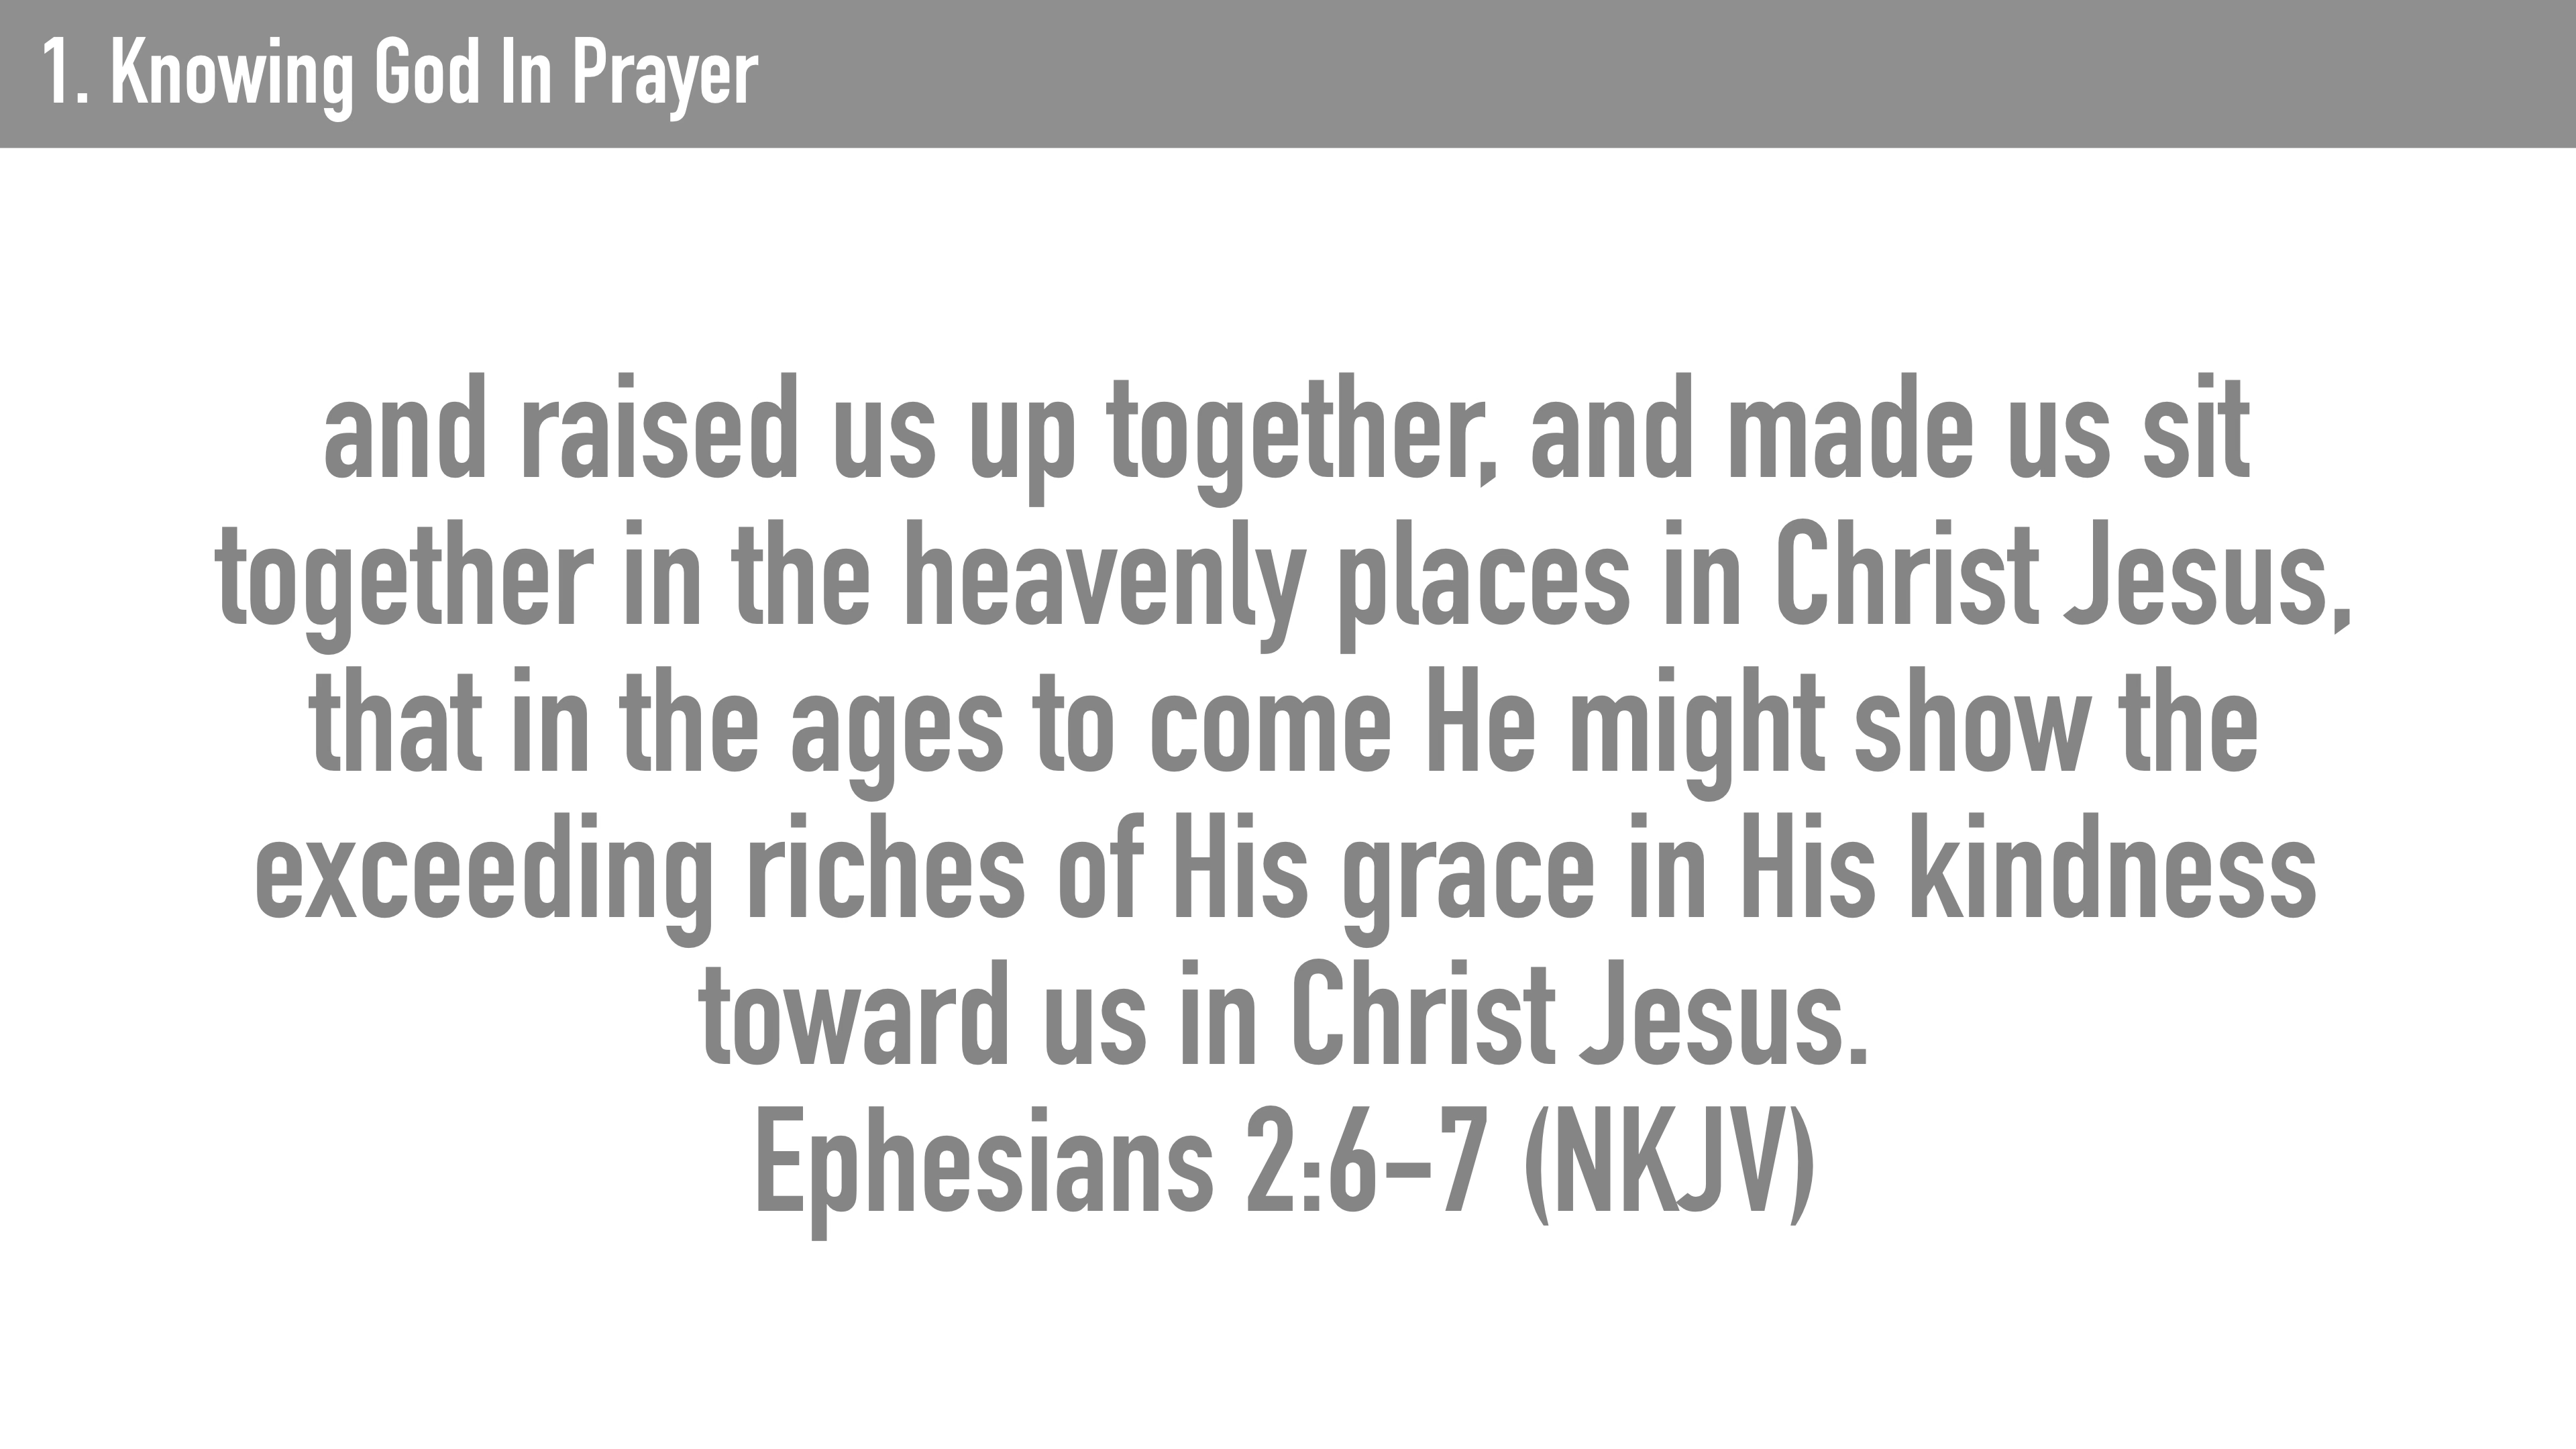 1. Knowing God In Prayer
and raised us up together, and made us sit
together in the heavenly places in Christ Jesus,
that in the ages to come He might show the
exceeding riches of His grace in His kindness
toward us in Christ Jesus.
Ephesians 2:6–7 (NKJV)